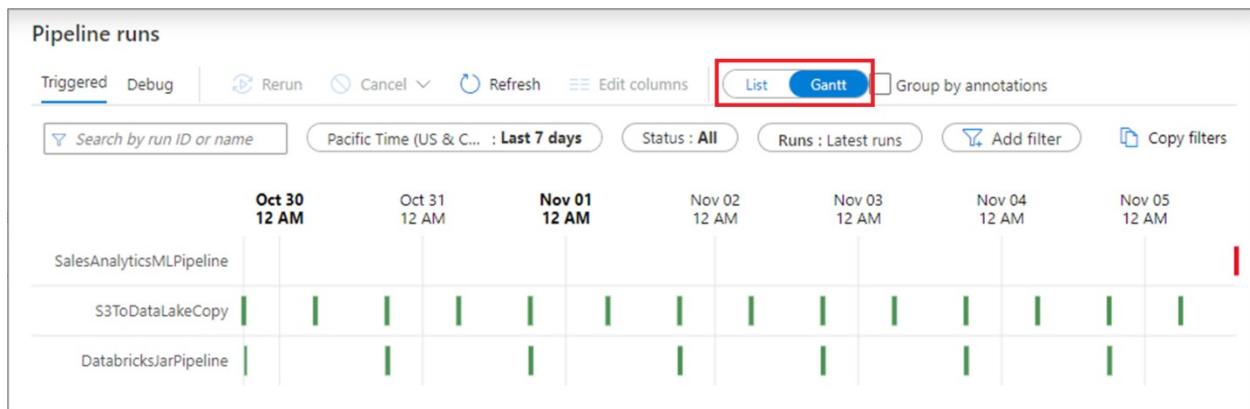 Pipeline runs
Triggered Debug Rerun Cancel Refresh Edit columns List Gantt Group by annotations
Search by run ID or name Pacific Time (US & C... : Last 7 days Status : All Runs : Latest runs Add filter Copy filters
Oct 30 Oct 31 Nov 01 Nov 02 Nov 03 Nov 04 Nov 05
12 AM 12 AM 12 AM 12 AM 12 AM 12 AM 12 AM
SalesAnalyticsMLPipeline
S3ToDataLakeCopy
DatabricksJarPipeline